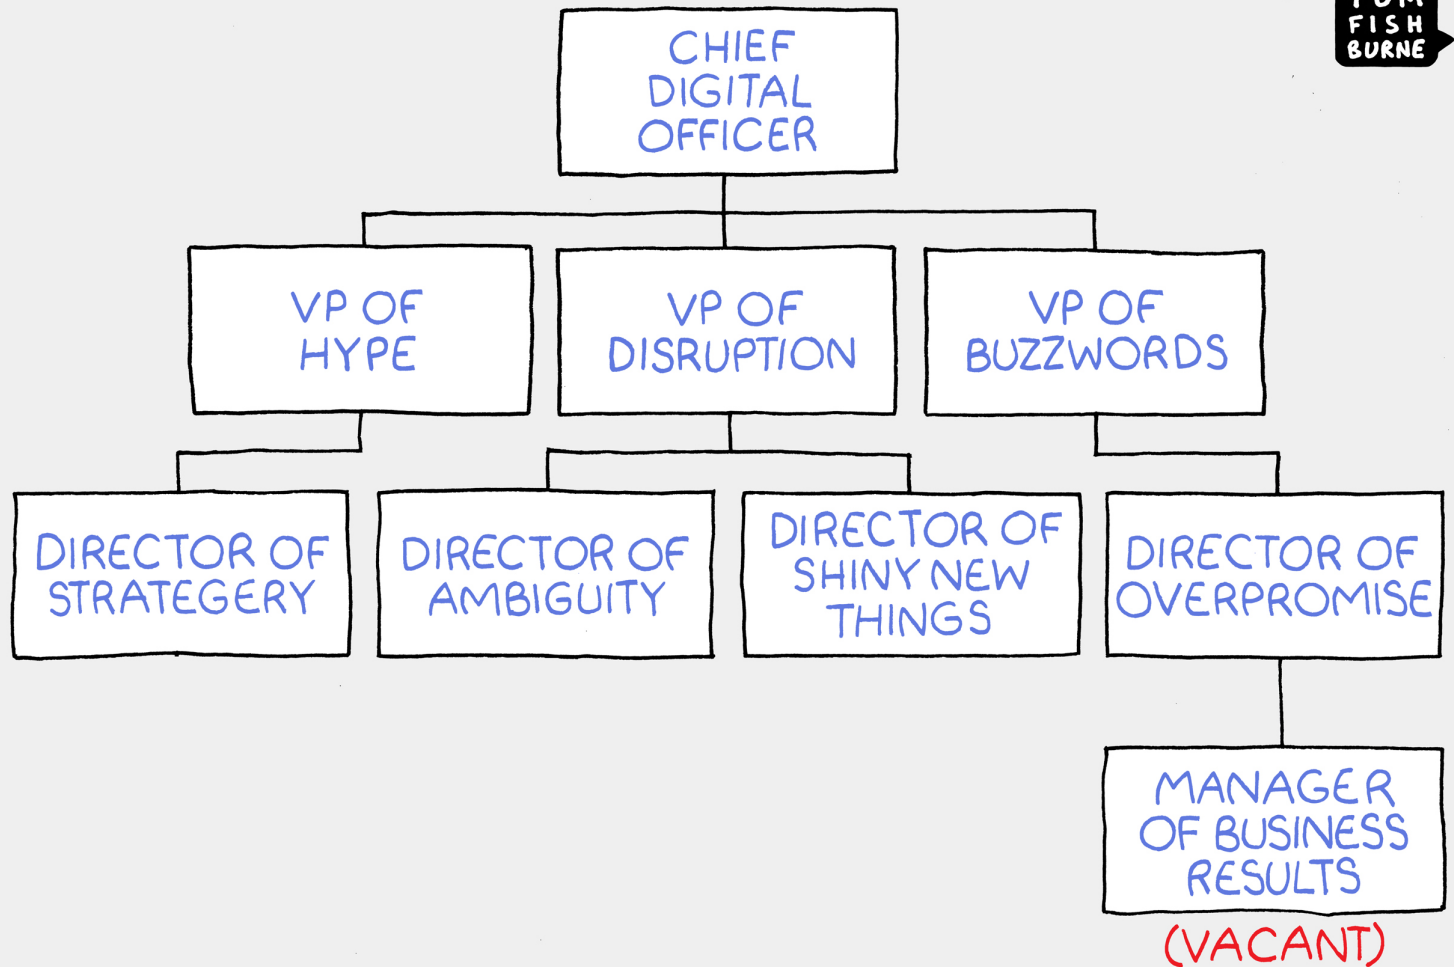 TOM
FISH
BURNE
CHIEF
DIGITAL
OFFICER
VP OF
HYPE
VP OF
DISRUPTION
VP OF
BUZZWORDS
DIRECTOR OF
STRATEGERY
DIRECTOR OF
AMBIGUITY
DIRECTOR OF
SHINY NEW
THINGS
DIRECTOR OF
OVERPROMISE
MANAGER
OF BUSINESS
RESULTS
(VACANT)